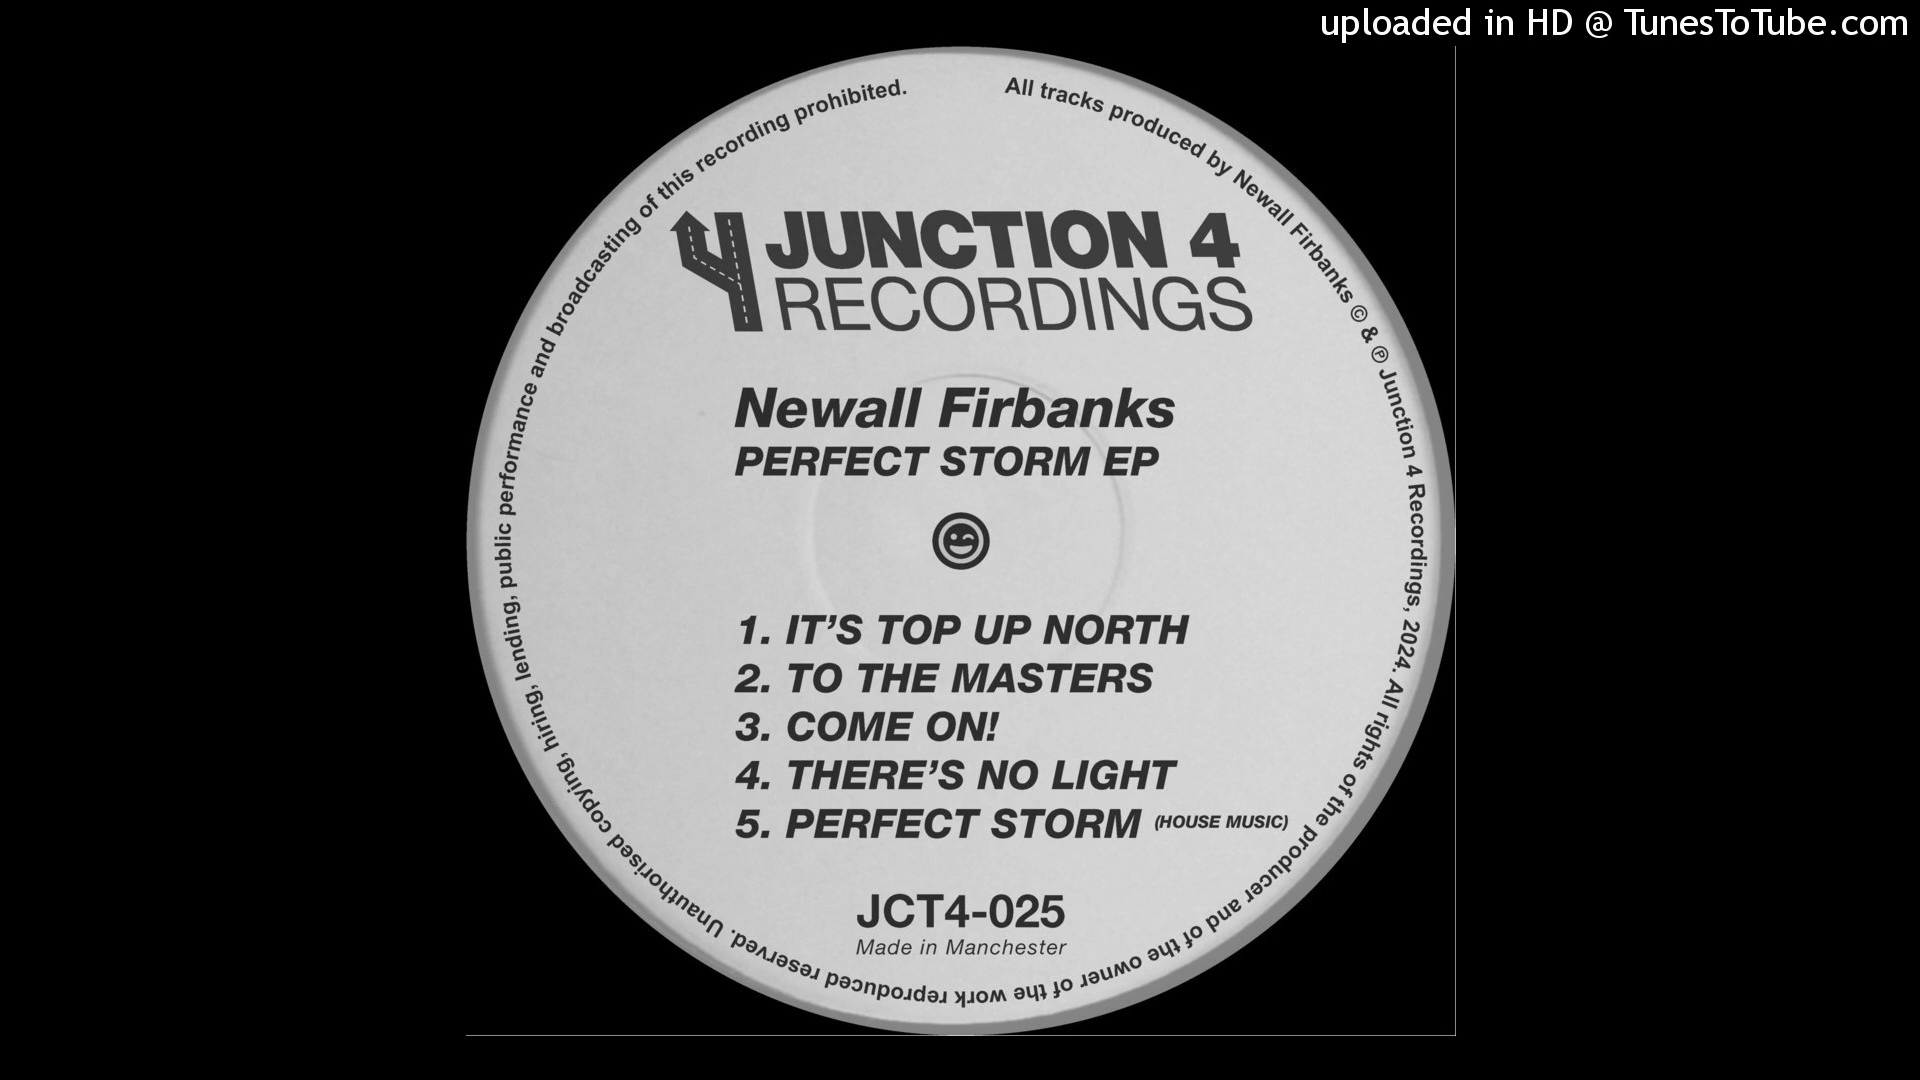 uploaded in HD @ TunesToTube.com
All tracks produced by Newall Firbanks © & ℗ Junction 4 Recordings, 2024. All rights of the producer and of the owner of the work reproduced reserved. Unauthorised copying, hiring, lending, public performance and broadcasting of this recording prohibited.
JUNCTION 4
RECORDINGS
Newall Firbanks
PERFECT STORM EP
1. IT’S TOP UP NORTH
2. TO THE MASTERS
3. COME ON!
4. THERE’S NO LIGHT
5. PERFECT STORM (HOUSE MUSIC)
JCT4-025
Made in Manchester